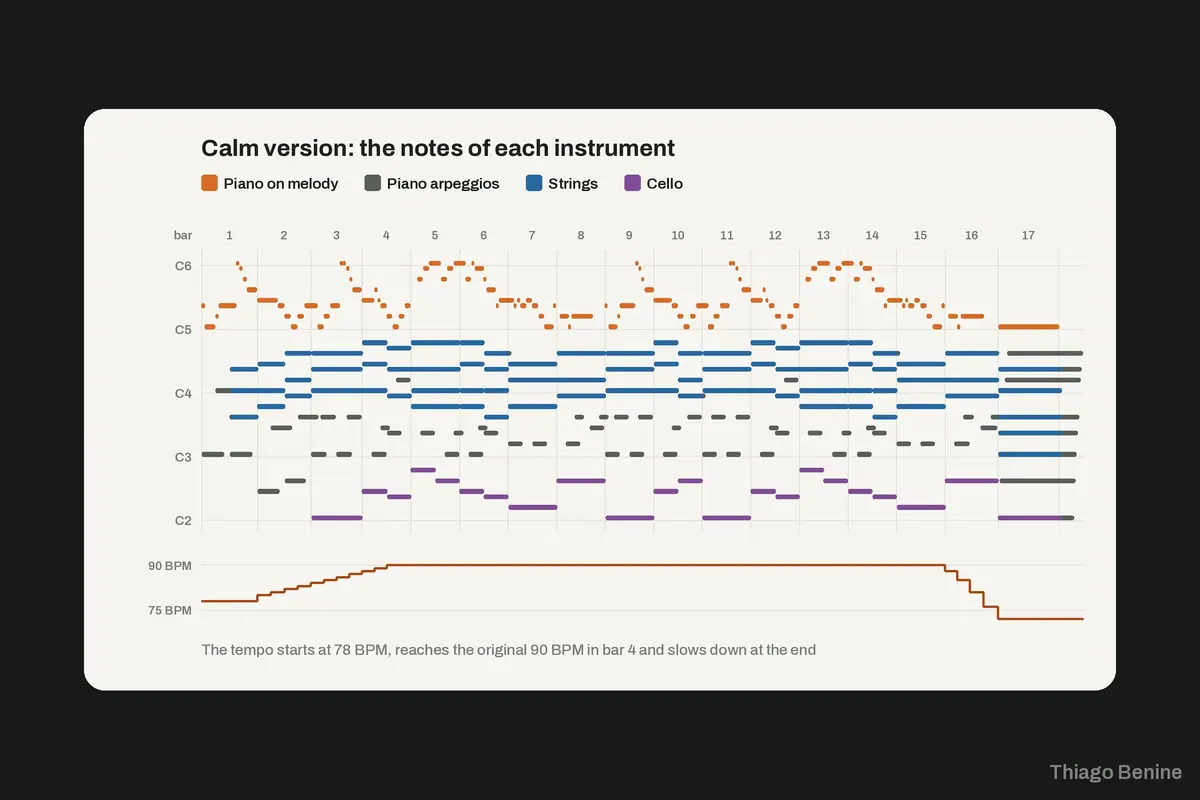 Calm version: the notes of each instrument
Piano on melody Piano arpeggios Strings Cello
bar 1 2 3 4 5 6 7 8 9 10 11 12 13 14 15 16 17
C6
C5
C4
C3
C2
90 BPM
75 BPM
The tempo starts at 78 BPM, reaches the original 90 BPM in bar 4 and slows down at the end
Thiago Benine